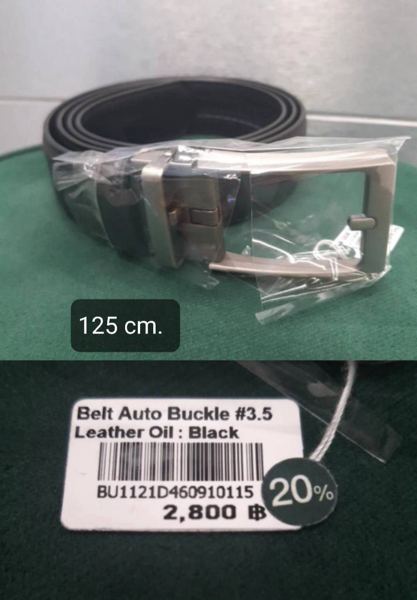 125 cm.
Belt Auto Buckle #3.5
Leather Oil : Black
BU1121D460910115
20%
2,800 ฿